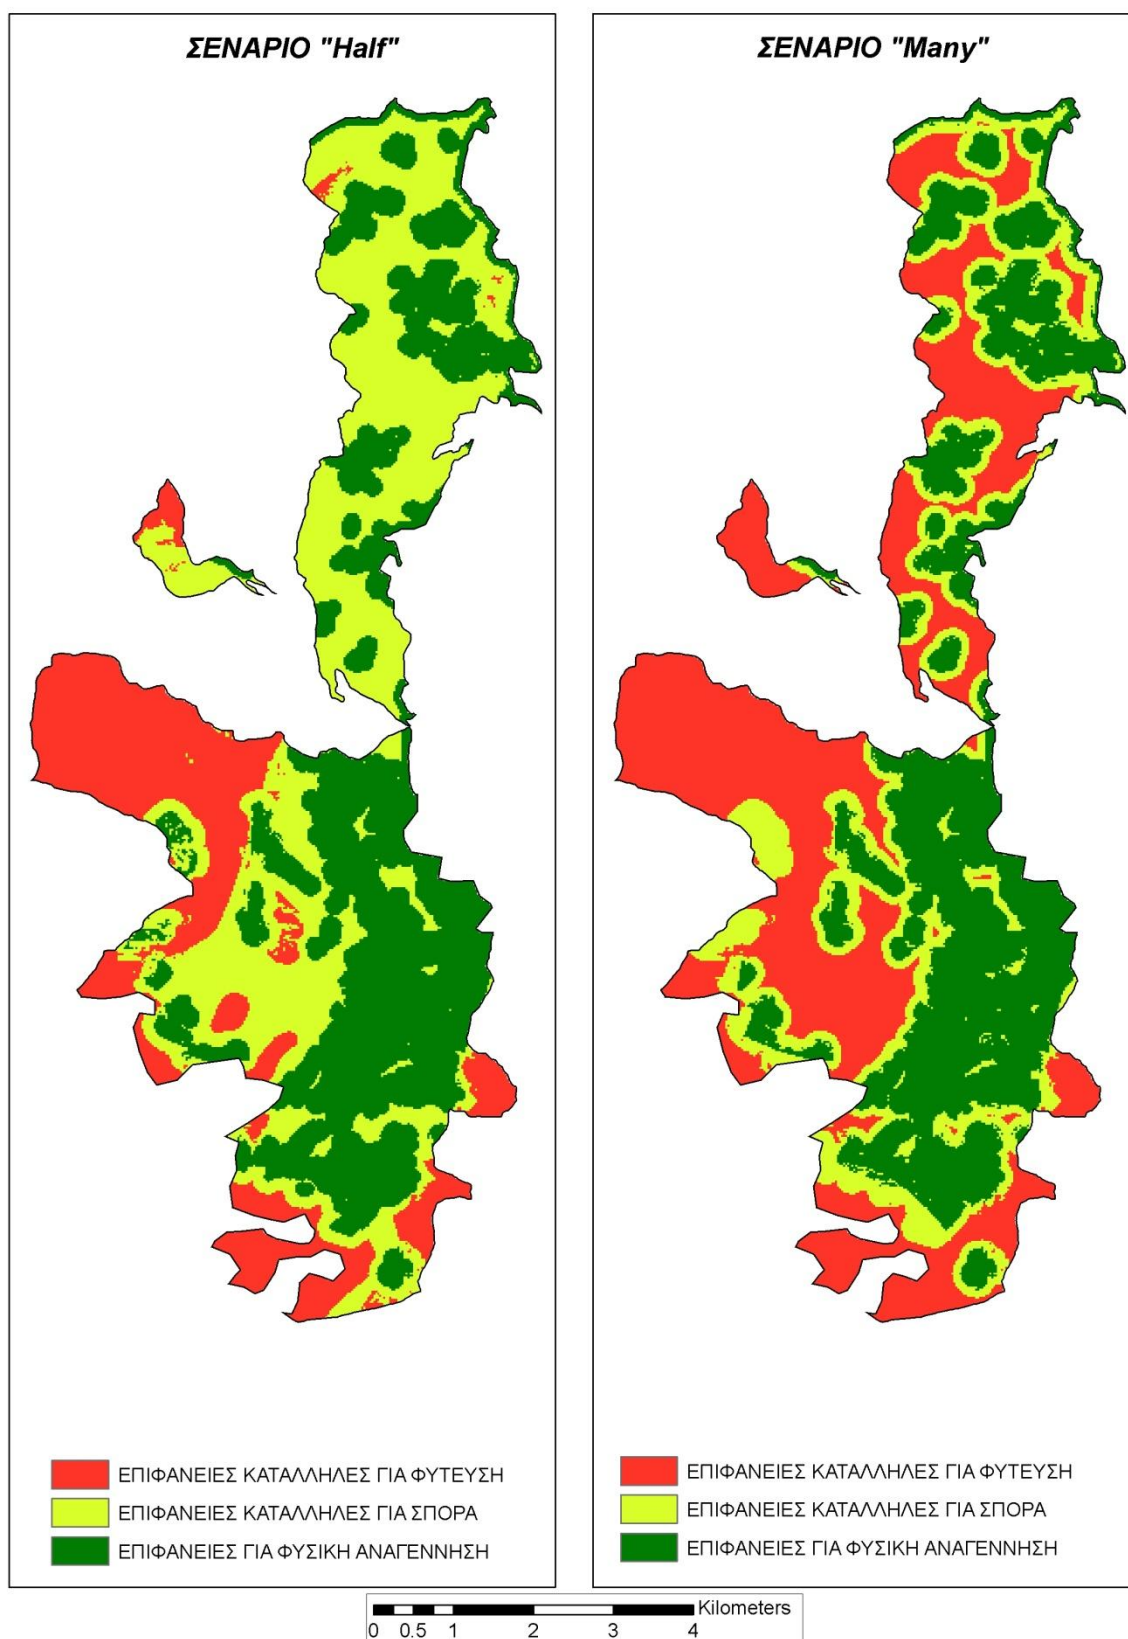 ΣΕΝΑΡΙΟ "Half"
ΣΕΝΑΡΙΟ "Many"
ΕΠΙΦΑΝΕΙΕΣ ΚΑΤΑΛΛΗΛΕΣ ΓΙΑ ΦΥΤΕΥΣΗ
ΕΠΙΦΑΝΕΙΕΣ ΚΑΤΑΛΛΗΛΕΣ ΓΙΑ ΣΠΟΡΑ
ΕΠΙΦΑΝΕΙΕΣ ΓΙΑ ΦΥΣΙΚΗ ΑΝΑΓΕΝΝΗΣΗ
ΕΠΙΦΑΝΕΙΕΣ ΚΑΤΑΛΛΗΛΕΣ ΓΙΑ ΦΥΤΕΥΣΗ
ΕΠΙΦΑΝΕΙΕΣ ΚΑΤΑΛΛΗΛΕΣ ΓΙΑ ΣΠΟΡΑ
ΕΠΙΦΑΝΕΙΕΣ ΓΙΑ ΦΥΣΙΚΗ ΑΝΑΓΕΝΝΗΣΗ
Kilometers
0 0.5 1 2 3 4